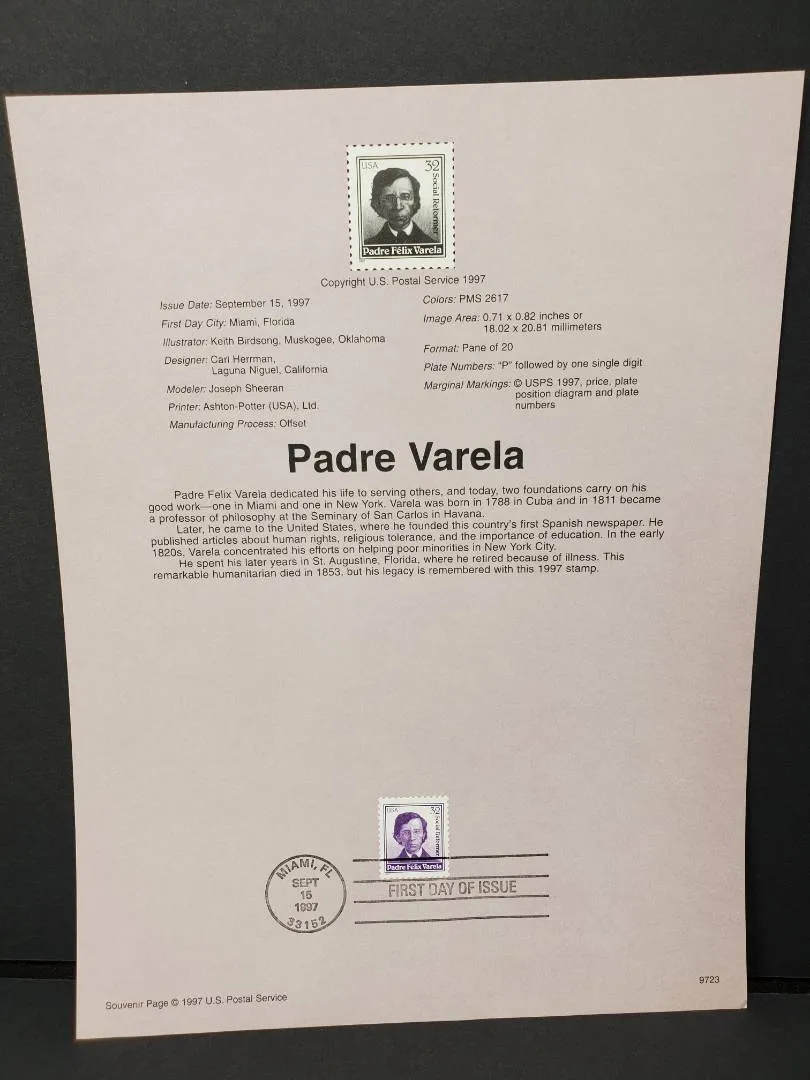 USA 32
Social Reformer
Padre Félix Varela
Copyright U.S. Postal Service 1997
Issue Date: September 15, 1997
First Day City: Miami, Florida
Illustrator: Keith Birdsong, Muskogee, Oklahoma
Designer: Carl Herrman,
Laguna Niguel, California
Modeler: Joseph Sheeran
Printer: Ashton-Potter (USA), Ltd.
Manufacturing Process: Offset
Colors: PMS 2617
Image Area: 0.71 x 0.82 inches or
18.02 x 20.81 millimeters
Format: Pane of 20
Plate Numbers: "P" followed by one single digit
Marginal Markings: © USPS 1997, price, plate
position diagram and plate
numbers
Padre Varela
Padre Felix Varela dedicated his life to serving others, and today, two foundations carry on his
good work—one in Miami and one in New York. Varela was born in 1788 in Cuba and in 1811 became
a professor of philosophy at the Seminary of San Carlos in Havana.
Later, he came to the United States, where he founded this country's first Spanish newspaper. He
published articles about human rights, religious tolerance, and the importance of education. In the early
1820s, Varela concentrated his efforts on helping poor minorities in New York City.
He spent his later years in St. Augustine, Florida, where he retired because of illness. This
remarkable humanitarian died in 1853, but his legacy is remembered with this 1997 stamp.
USA 32
Social Reformer
Padre Félix Varela
MIAMI, FL
SEPT
15
1997
33152
FIRST DAY OF ISSUE
Souvenir Page © 1997 U.S. Postal Service
9723